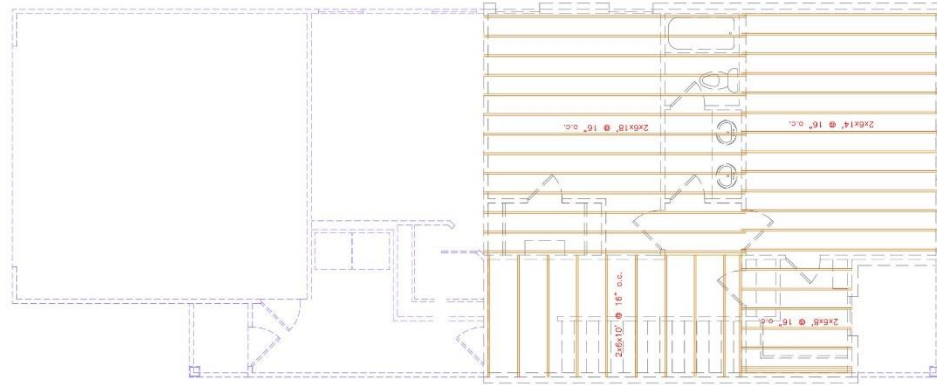 2x6x18' @ 16" o.c.
2x6x14' @ 16" o.c.
2x6x10' @ 16" o.c.
2x6x8' @ 16" o.c.